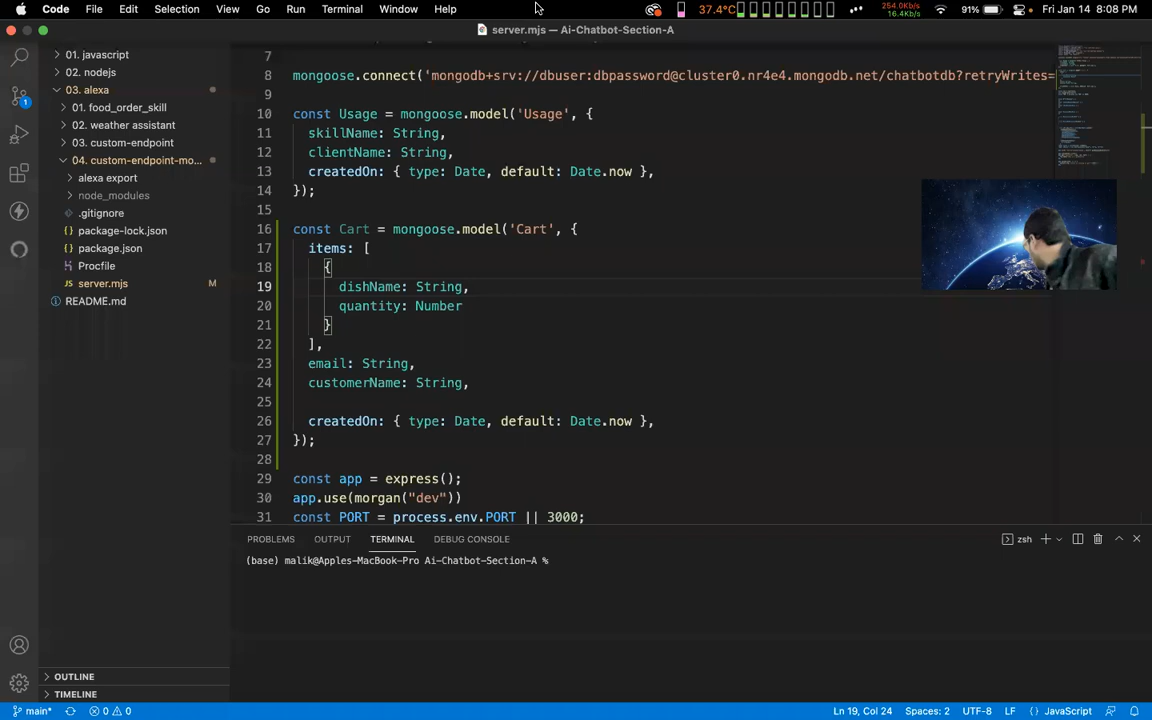 Code File Edit Selection View Go Run Terminal Window Help 37.4°C 254.0Kb/s 16.4Kb/s 91% Fri Jan 14 8:08 PM
server.mjs — Ai-Chatbot-Section-A
01. javascript
02. nodejs
03. alexa
01. food_order_skill
02. weather assistant
03. custom-endpoint
04. custom-endpoint-mo...
alexa export
node_modules
.gitignore
package-lock.json
package.json
Procfile
server.mjs M
README.md
OUTLINE
TIMELINE
1
7
8 mongoose.connect('mongodb+srv://dbuser:dbpassword@cluster0.nr4e4.mongodb.net/chatbotdb?retryWrites=
9
10 const Usage = mongoose.model('Usage', {
11 skillName: String,
12 clientName: String,
13 createdOn: { type: Date, default: Date.now },
14 });
15
16 const Cart = mongoose.model('Cart', {
17 items: [
18 {
19 dishName: String,
20 quantity: Number
21 }
22 ],
23 email: String,
24 customerName: String,
25
26 createdOn: { type: Date, default: Date.now },
27 });
28
29 const app = express();
30 app.use(morgan("dev"))
31 const PORT = process.env.PORT || 3000;
PROBLEMS OUTPUT TERMINAL DEBUG CONSOLE zsh
(base) malik@Apples-MacBook-Pro Ai-Chatbot-Section-A %
main* 0 0 Ln 19, Col 24 Spaces: 2 UTF-8 LF {} JavaScript